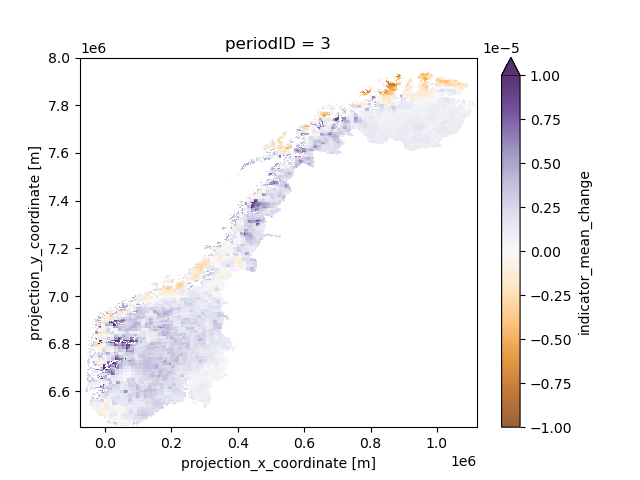 periodID = 3
1e6
8.0
7.8
7.6
7.4
7.2
7.0
6.8
6.6
projection_y_coordinate [m]
0.0 0.2 0.4 0.6 0.8 1.0
1e6
projection_x_coordinate [m]
1e−5
1.00
0.75
0.50
0.25
0.00
−0.25
−0.50
−0.75
−1.00
indicator_mean_change